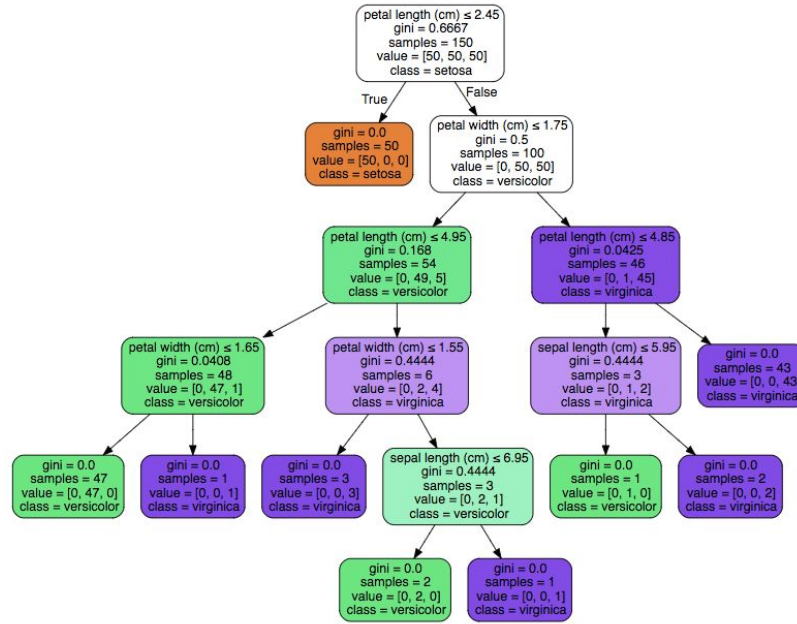 petal length (cm) ≤ 2.45
gini = 0.6667
samples = 150
value = [50, 50, 50]
class = setosa
True
False
gini = 0.0
samples = 50
value = [50, 0, 0]
class = setosa
petal width (cm) ≤ 1.75
gini = 0.5
samples = 100
value = [0, 50, 50]
class = versicolor
petal length (cm) ≤ 4.95
gini = 0.168
samples = 54
value = [0, 49, 5]
class = versicolor
petal length (cm) ≤ 4.85
gini = 0.0425
samples = 46
value = [0, 1, 45]
class = virginica
petal width (cm) ≤ 1.65
gini = 0.0408
samples = 48
value = [0, 47, 1]
class = versicolor
petal width (cm) ≤ 1.55
gini = 0.4444
samples = 6
value = [0, 2, 4]
class = virginica
sepal length (cm) ≤ 5.95
gini = 0.4444
samples = 3
value = [0, 1, 2]
class = virginica
gini = 0.0
samples = 43
value = [0, 0, 43]
class = virginica
gini = 0.0
samples = 47
value = [0, 47, 0]
class = versicolor
gini = 0.0
samples = 1
value = [0, 0, 1]
class = virginica
gini = 0.0
samples = 3
value = [0, 0, 3]
class = virginica
sepal length (cm) ≤ 6.95
gini = 0.4444
samples = 3
value = [0, 2, 1]
class = versicolor
gini = 0.0
samples = 1
value = [0, 1, 0]
class = versicolor
gini = 0.0
samples = 2
value = [0, 0, 2]
class = virginica
gini = 0.0
samples = 2
value = [0, 2, 0]
class = versicolor
gini = 0.0
samples = 1
value = [0, 0, 1]
class = virginica